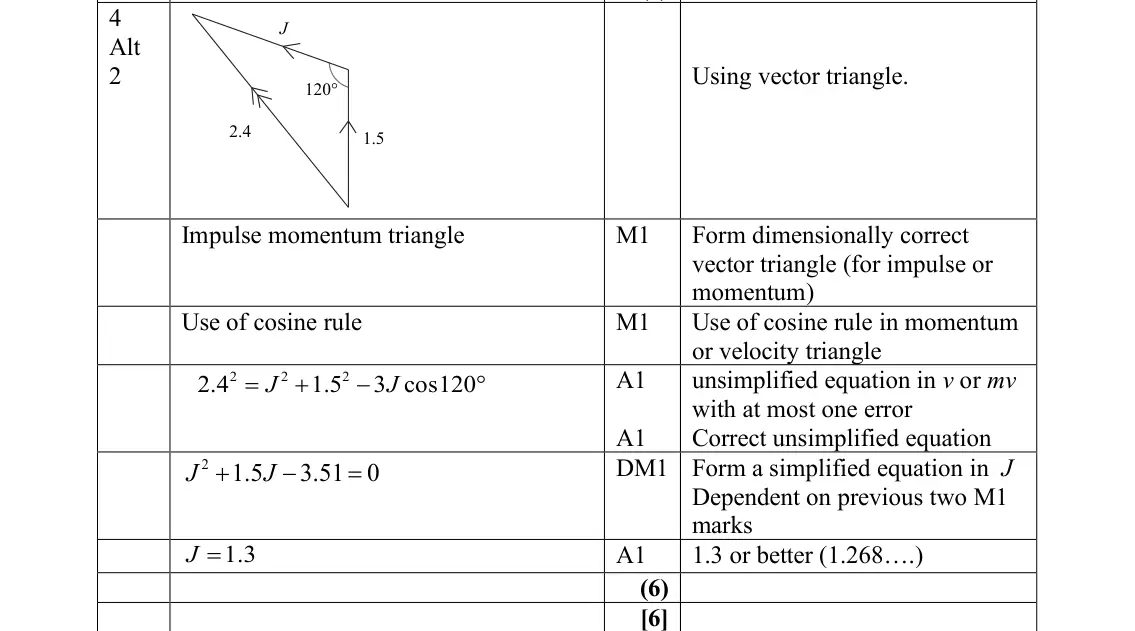 4
Alt
2
J
120°
2.4
1.5
Using vector triangle.
Impulse momentum triangle M1 Form dimensionally correct
vector triangle (for impulse or
momentum)
Use of cosine rule M1 Use of cosine rule in momentum
or velocity triangle
2.4² = J² + 1.5² − 3J cos120° A1 unsimplified equation in v or mv
with at most one error
A1 Correct unsimplified equation
J² + 1.5J − 3.51 = 0 DM1 Form a simplified equation in J
Dependent on previous two M1
marks
J = 1.3 A1 1.3 or better (1.268….)
(6)
[6]